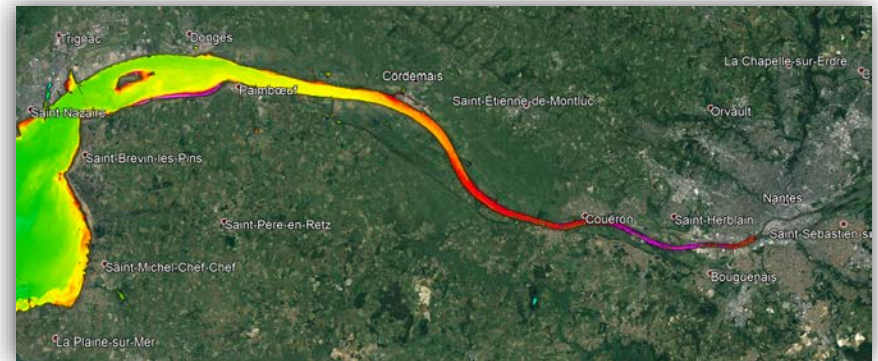 Trignac
Donges
La Chapelle-sur-Erdre
Cordemais
Paimbœuf
Saint-Étienne-de-Montluc
Orvault
Saint-Nazaire
Saint-Brevin-les-Pins
Nantes
Couëron
Saint-Herblain
Saint-Père-en-Retz
Saint-Sébastien-s
Saint-Michel-Chef-Chef
Bouguenais
La Plaine-sur-Mer